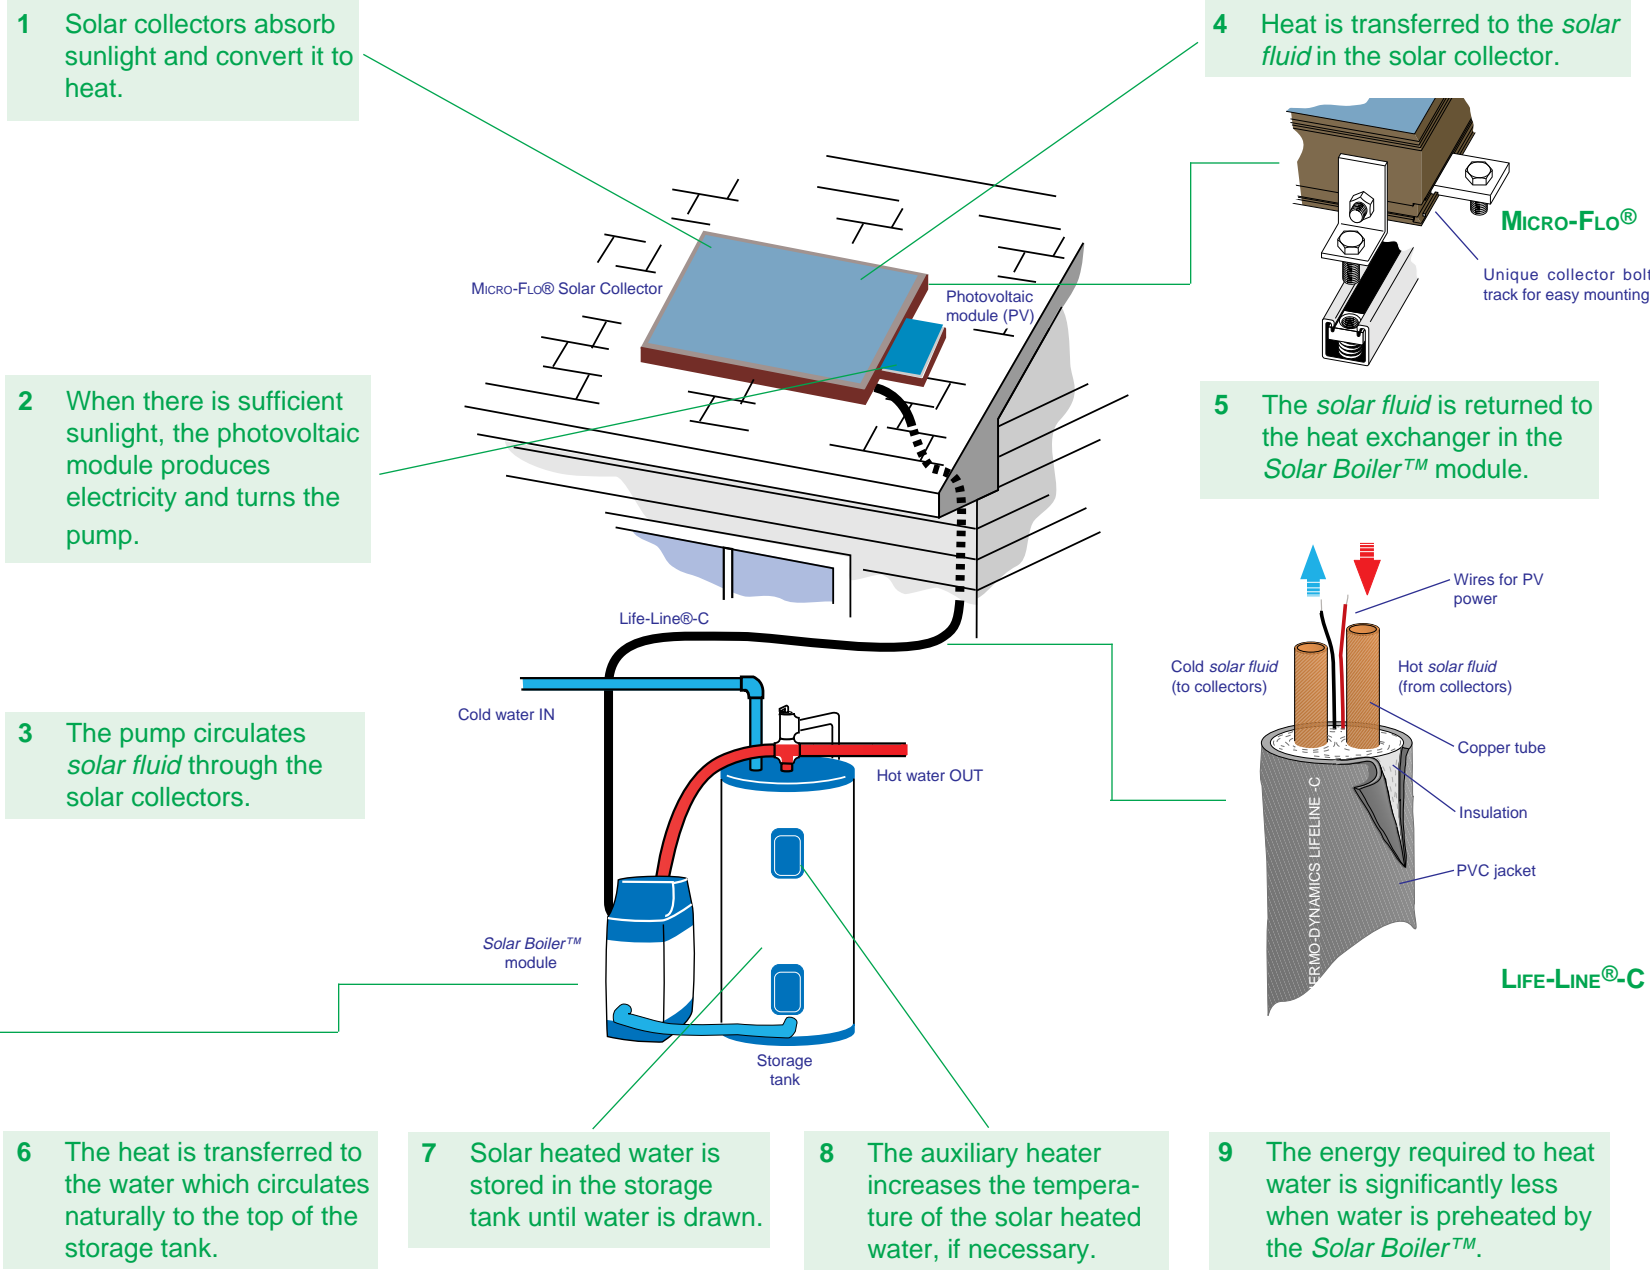 1 Solar collectors absorb
sunlight and convert it to
heat.
4 Heat is transferred to the solar
fluid in the solar collector.
MICRO-FLO®
Unique collector bolt
track for easy mounting
MICRO-FLO® Solar Collector
Photovoltaic
module (PV)
2 When there is sufficient
sunlight, the photovoltaic
module produces
electricity and turns the
pump.
5 The solar fluid is returned to
the heat exchanger in the
Solar Boiler™ module.
Wires for PV
power
Life-Line®-C
Cold solar fluid
(to collectors)
Hot solar fluid
(from collectors)
Cold water IN
3 The pump circulates
solar fluid through the
solar collectors.
Hot water OUT
Copper tube
Insulation
PVC jacket
ERMO-DYNAMICS LIFELINE -C
Solar Boiler™
module
LIFE-LINE®-C
Storage
tank
6 The heat is transferred to
the water which circulates
naturally to the top of the
storage tank.
7 Solar heated water is
stored in the storage
tank until water is drawn.
8 The auxiliary heater
increases the tempera-
ture of the solar heated
water, if necessary.
9 The energy required to heat
water is significantly less
when water is preheated by
the Solar Boiler™.